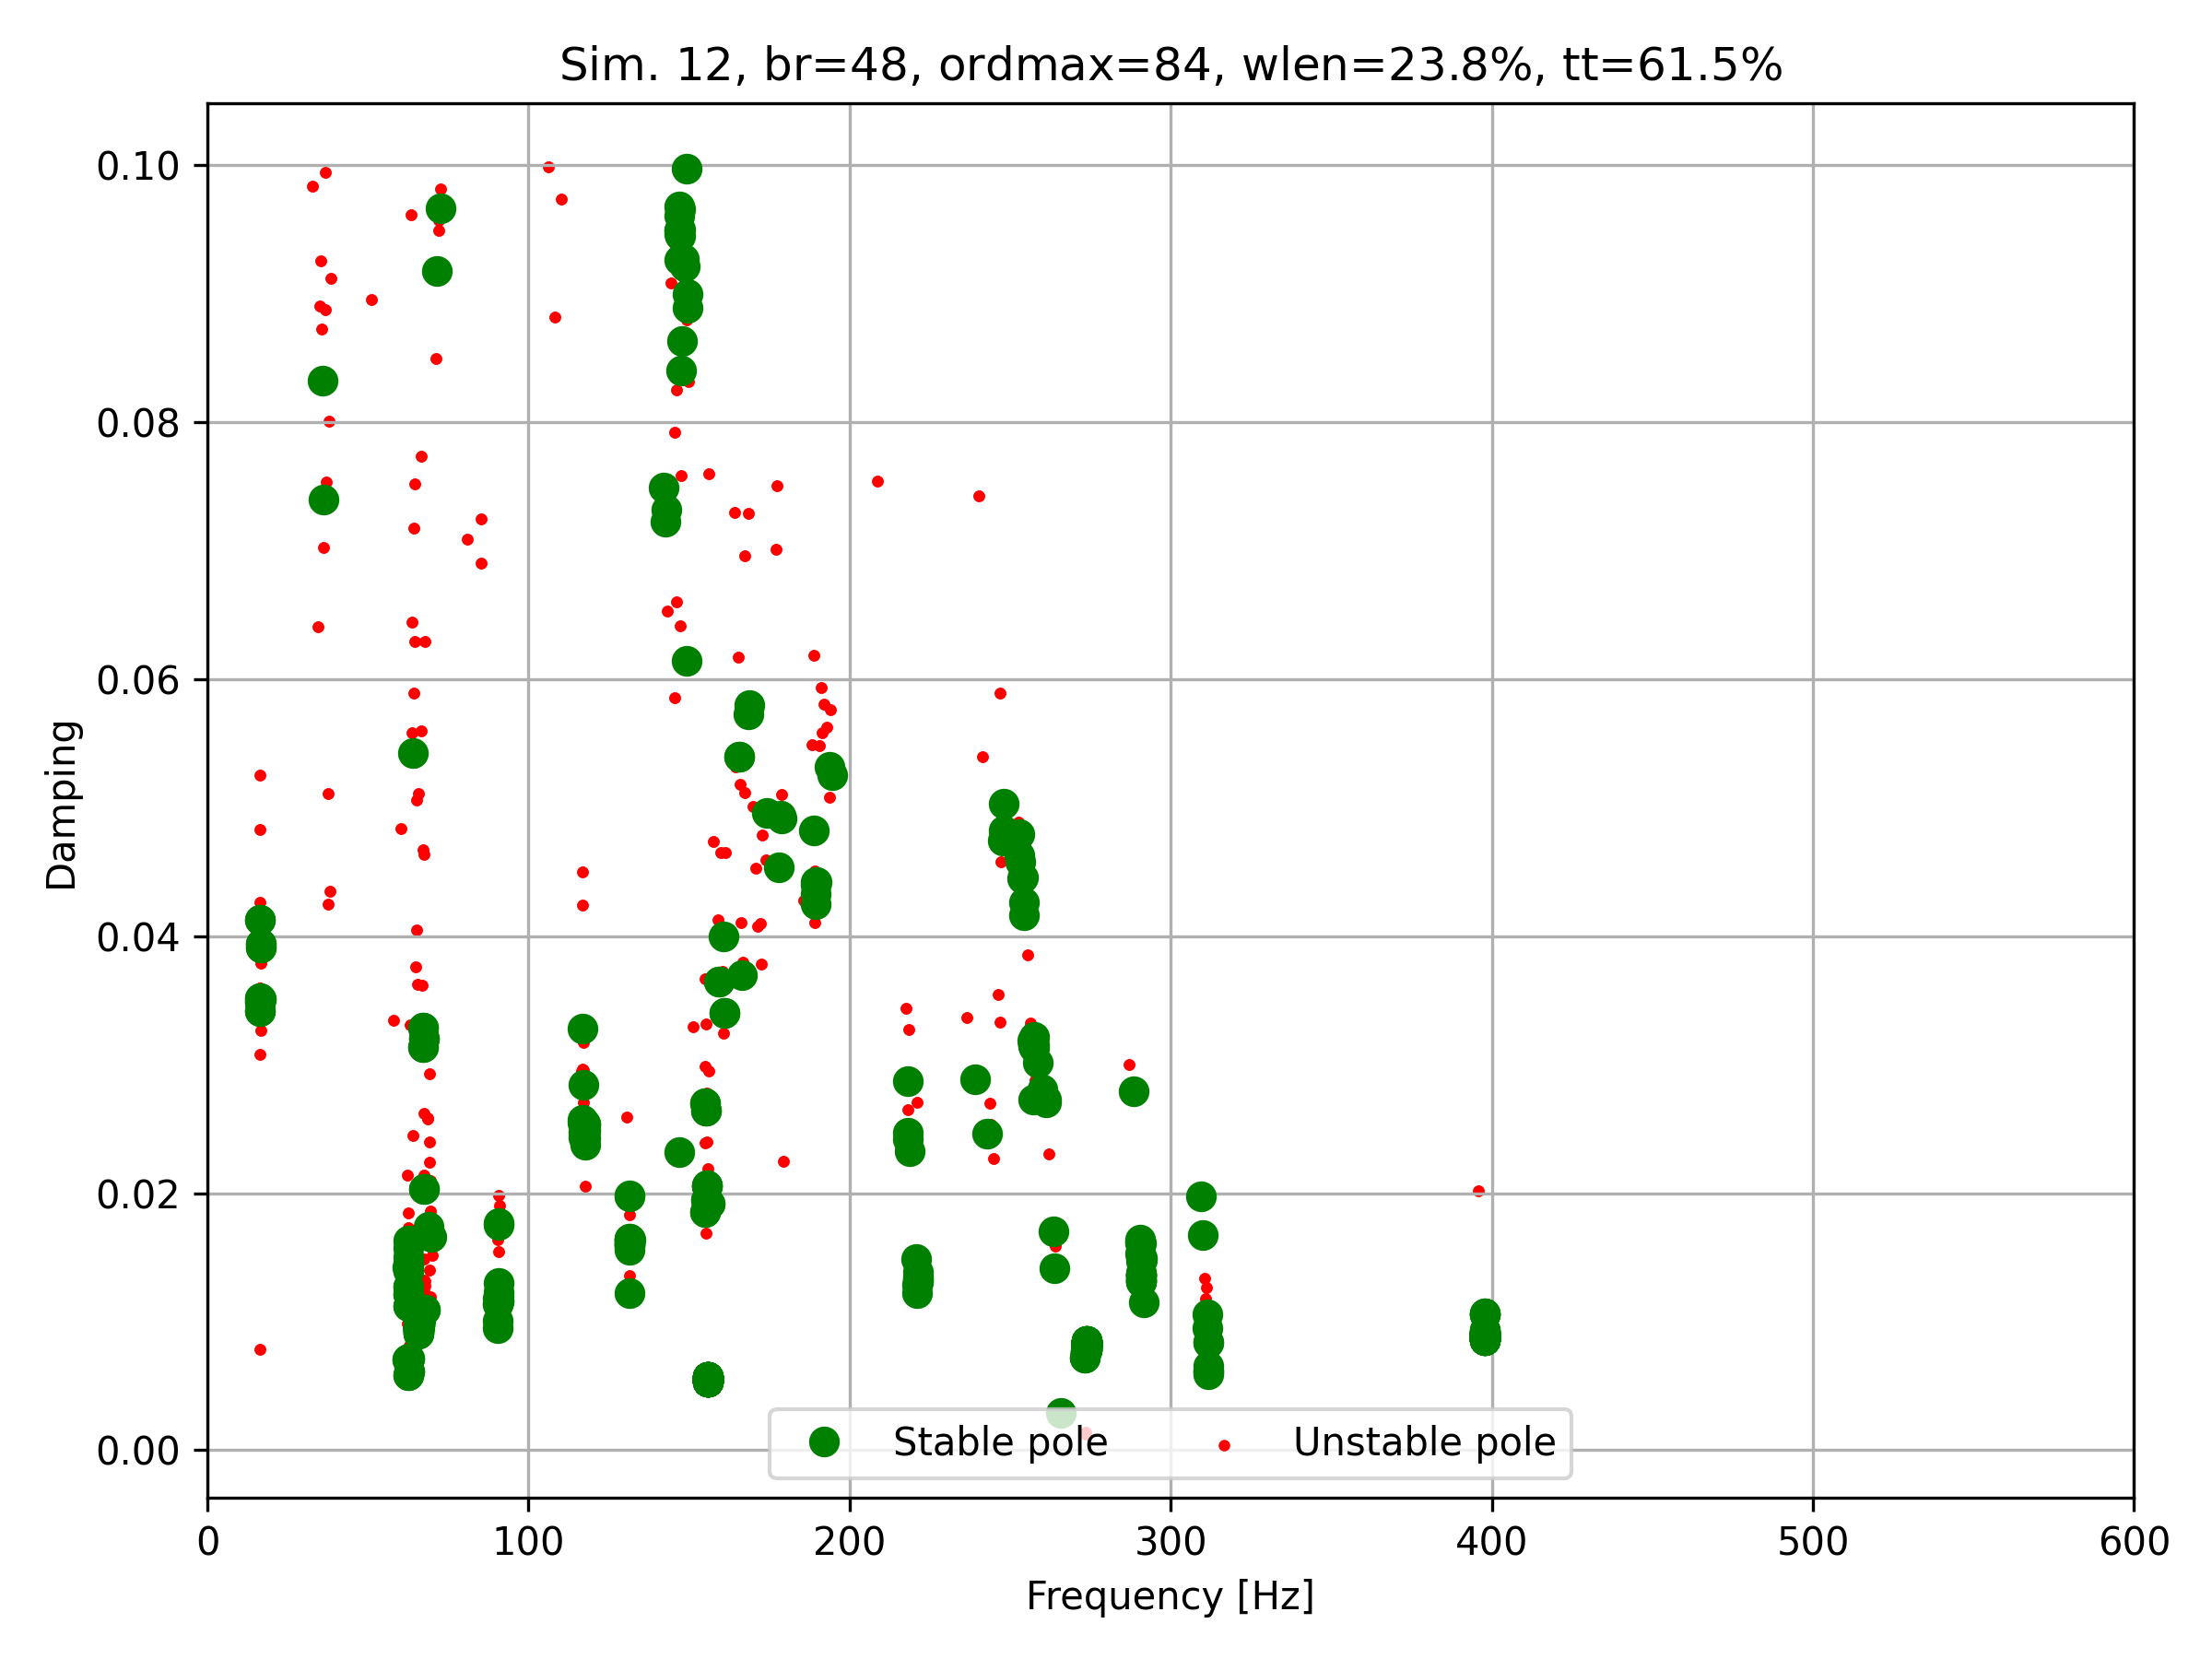 Sim. 12, br=48, ordmax=84, wlen=23.8%, tt=61.5%
0.10
0.08
0.06
0.04
0.02
0.00
Damping
Stable pole
Unstable pole
0 100 200 300 400 500 600
Frequency [Hz]